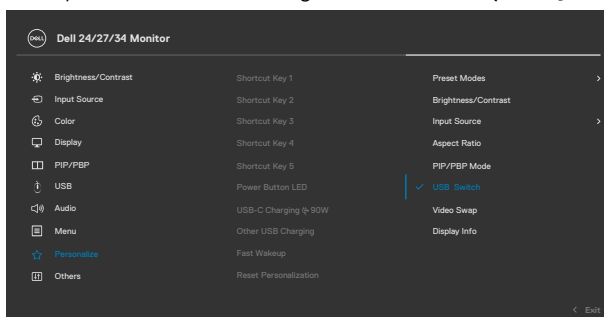 DELL
Dell 24/27/34 Monitor
Brightness/Contrast
Input Source
Color
Display
PIP/PBP
USB
Audio
Menu
Personalize
Others
Shortcut Key 1
Shortcut Key 2
Shortcut Key 3
Shortcut Key 4
Shortcut Key 5
Power Button LED
USB-C Charging 90W
Other USB Charging
Fast Wakeup
Reset Personalization
Preset Modes
Brightness/Contrast
Input Source
Aspect Ratio
PIP/PBP Mode
USB Switch
Video Swap
Display Info
Exit